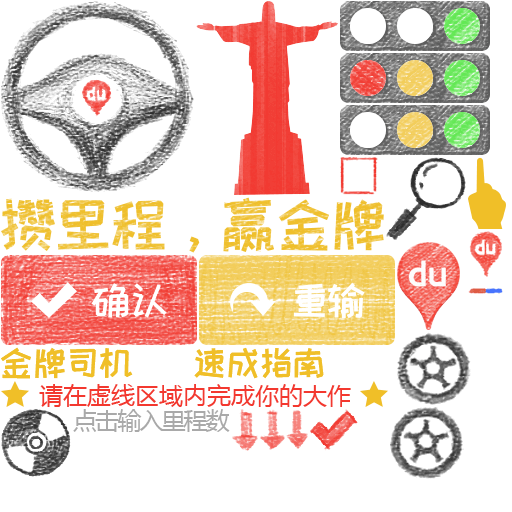 du
攒里程，赢金牌
确认
重输
du
du
金牌司机
速成指南
请在虚线区域内完成你的大作
点击输入里程数